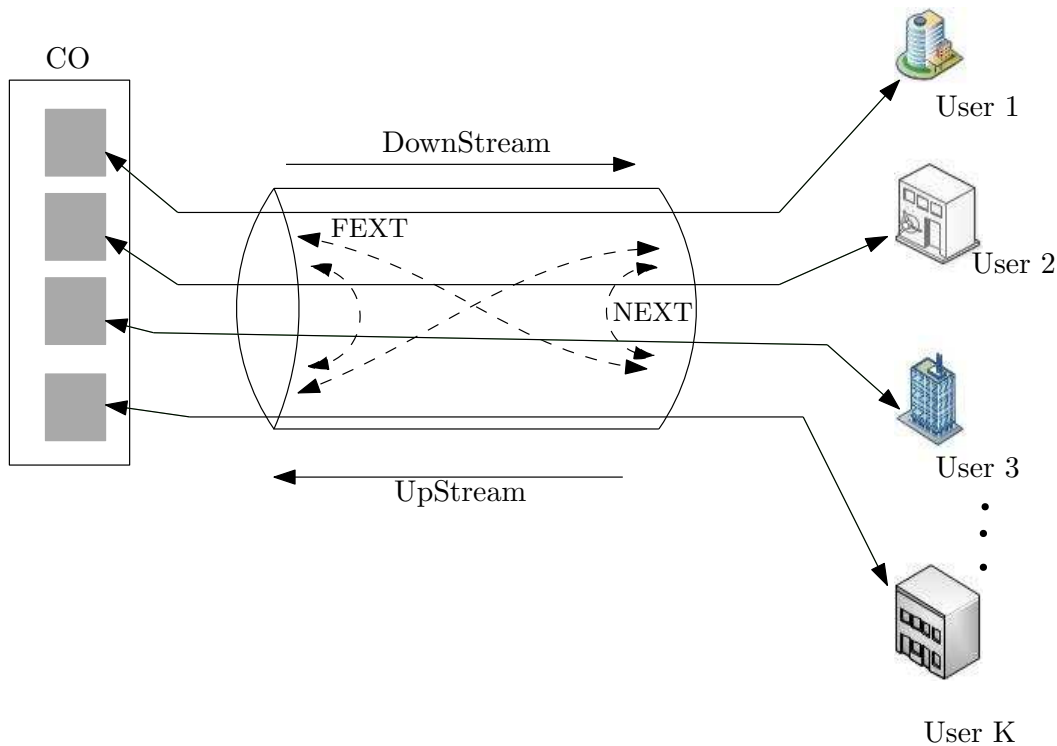 CO
User 1
DownStream
FEXT
User 2
NEXT
User 3
UpStream
User K